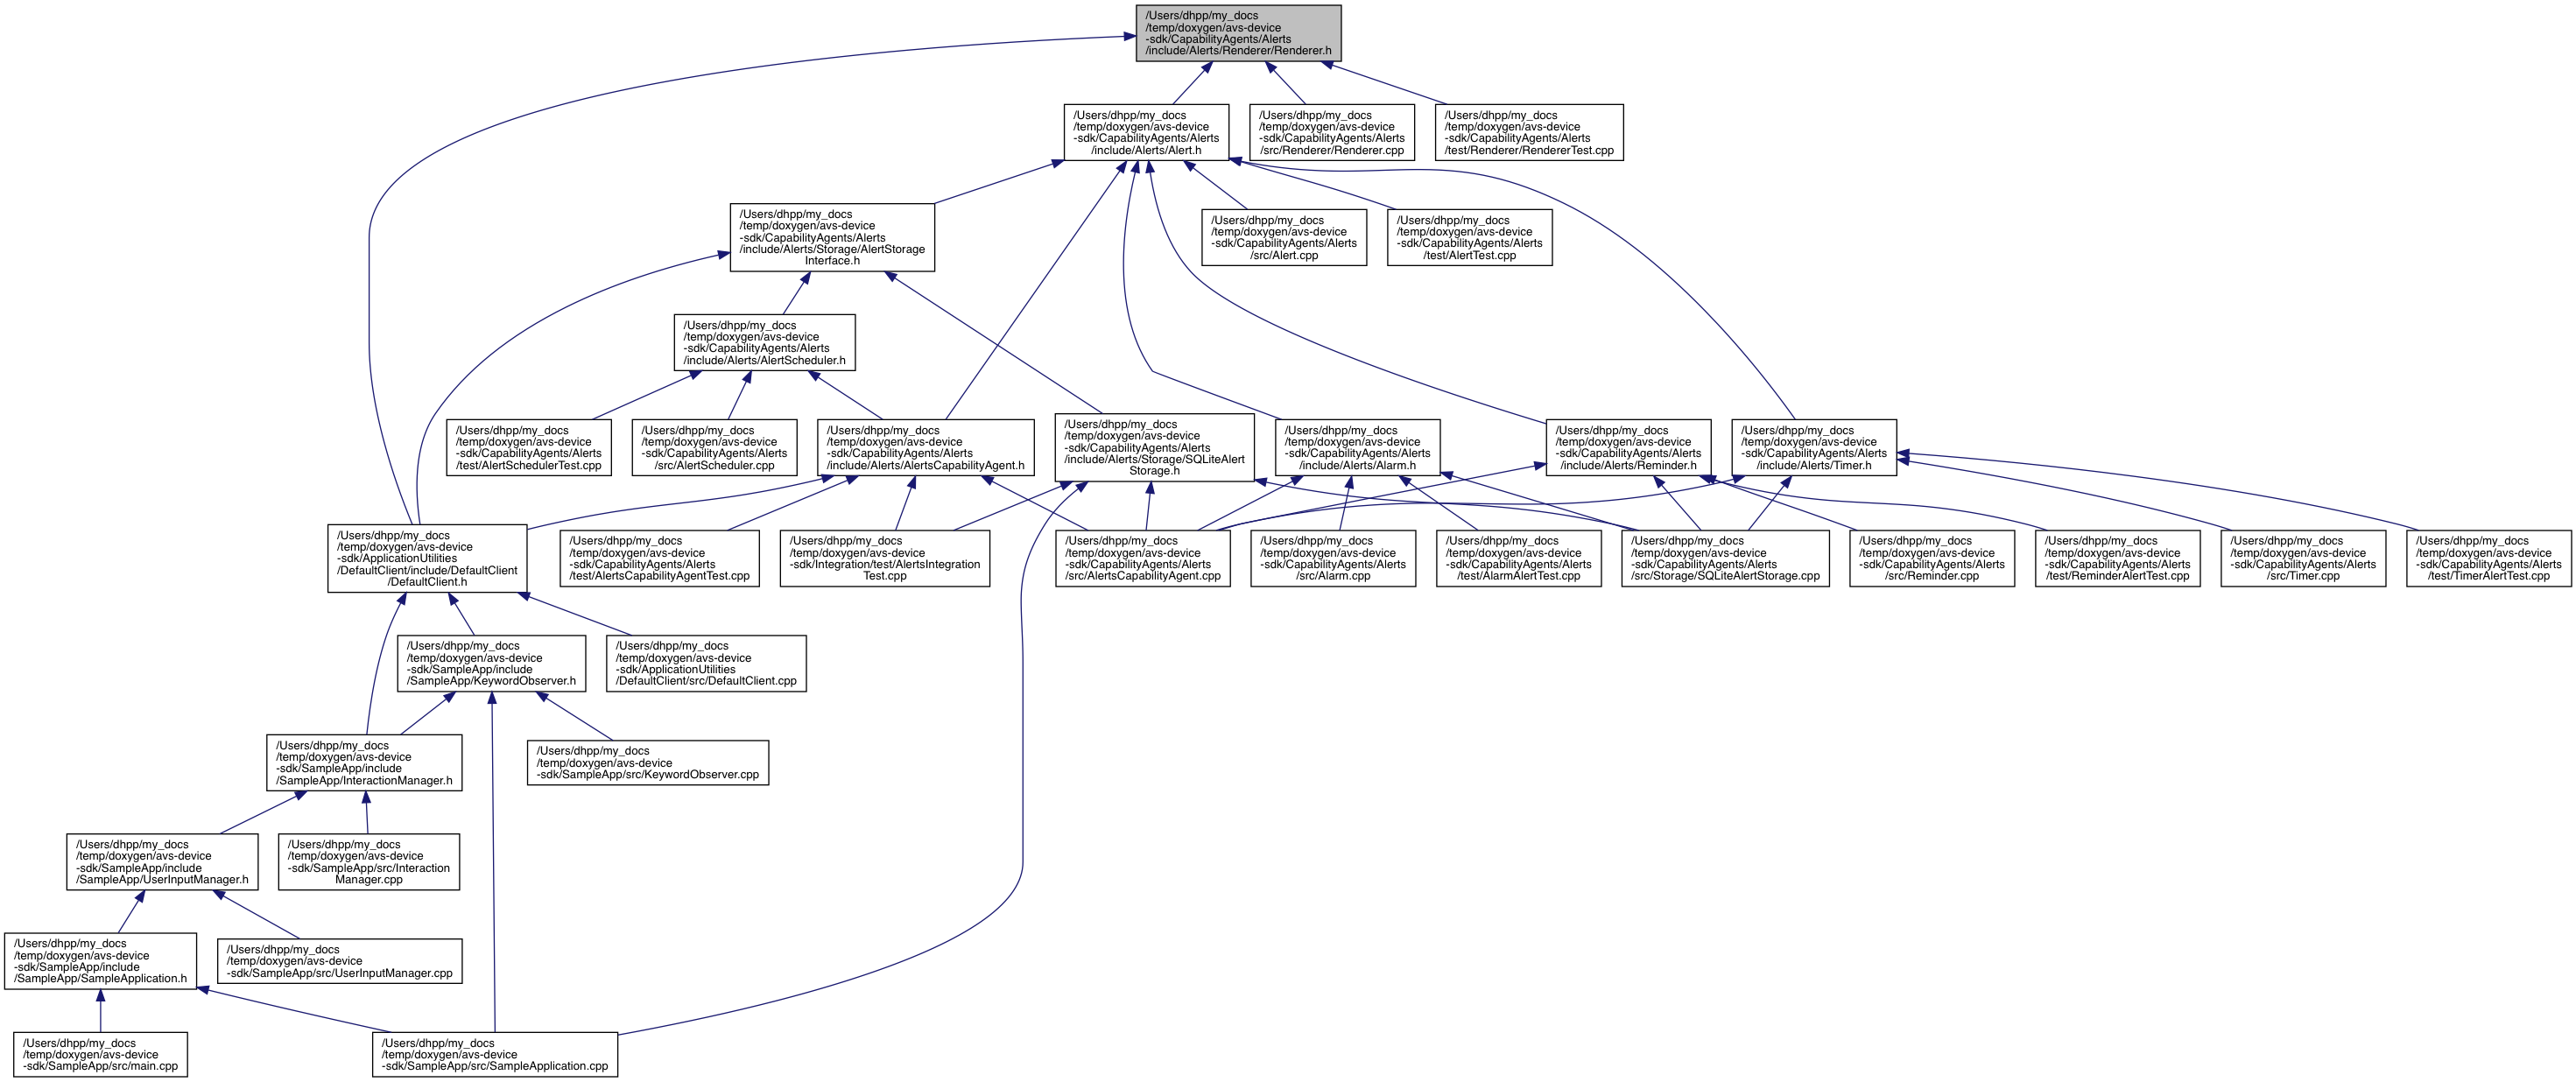 /Users/dhpp/my_docs
/temp/doxygen/avs-device
-sdk/CapabilityAgents/Alerts
/include/Alerts/Renderer/Renderer.h
/Users/dhpp/my_docs
/temp/doxygen/avs-device
-sdk/CapabilityAgents/Alerts
/include/Alerts/Alert.h
/Users/dhpp/my_docs
/temp/doxygen/avs-device
-sdk/CapabilityAgents/Alerts
/src/Renderer/Renderer.cpp
/Users/dhpp/my_docs
/temp/doxygen/avs-device
-sdk/CapabilityAgents/Alerts
/test/Renderer/RendererTest.cpp
/Users/dhpp/my_docs
/temp/doxygen/avs-device
-sdk/CapabilityAgents/Alerts
/include/Alerts/Storage/AlertStorage
Interface.h
/Users/dhpp/my_docs
/temp/doxygen/avs-device
-sdk/CapabilityAgents/Alerts
/src/Alert.cpp
/Users/dhpp/my_docs
/temp/doxygen/avs-device
-sdk/CapabilityAgents/Alerts
/test/AlertTest.cpp
/Users/dhpp/my_docs
/temp/doxygen/avs-device
-sdk/CapabilityAgents/Alerts
/include/Alerts/AlertScheduler.h
/Users/dhpp/my_docs
/temp/doxygen/avs-device
-sdk/CapabilityAgents/Alerts
/test/AlertSchedulerTest.cpp
/Users/dhpp/my_docs
/temp/doxygen/avs-device
-sdk/CapabilityAgents/Alerts
/src/AlertScheduler.cpp
/Users/dhpp/my_docs
/temp/doxygen/avs-device
-sdk/CapabilityAgents/Alerts
/include/Alerts/AlertsCapabilityAgent.h
/Users/dhpp/my_docs
/temp/doxygen/avs-device
-sdk/CapabilityAgents/Alerts
/include/Alerts/Storage/SQLiteAlert
Storage.h
/Users/dhpp/my_docs
/temp/doxygen/avs-device
-sdk/CapabilityAgents/Alerts
/include/Alerts/Alarm.h
/Users/dhpp/my_docs
/temp/doxygen/avs-device
-sdk/CapabilityAgents/Alerts
/include/Alerts/Reminder.h
/Users/dhpp/my_docs
/temp/doxygen/avs-device
-sdk/CapabilityAgents/Alerts
/include/Alerts/Timer.h
/Users/dhpp/my_docs
/temp/doxygen/avs-device
-sdk/ApplicationUtilities
/DefaultClient/include/DefaultClient
/DefaultClient.h
/Users/dhpp/my_docs
/temp/doxygen/avs-device
-sdk/CapabilityAgents/Alerts
/test/AlertsCapabilityAgentTest.cpp
/Users/dhpp/my_docs
/temp/doxygen/avs-device
-sdk/Integration/test/AlertsIntegration
Test.cpp
/Users/dhpp/my_docs
/temp/doxygen/avs-device
-sdk/CapabilityAgents/Alerts
/src/AlertsCapabilityAgent.cpp
/Users/dhpp/my_docs
/temp/doxygen/avs-device
-sdk/CapabilityAgents/Alerts
/src/Alarm.cpp
/Users/dhpp/my_docs
/temp/doxygen/avs-device
-sdk/CapabilityAgents/Alerts
/test/AlarmAlertTest.cpp
/Users/dhpp/my_docs
/temp/doxygen/avs-device
-sdk/CapabilityAgents/Alerts
/src/Storage/SQLiteAlertStorage.cpp
/Users/dhpp/my_docs
/temp/doxygen/avs-device
-sdk/CapabilityAgents/Alerts
/src/Reminder.cpp
/Users/dhpp/my_docs
/temp/doxygen/avs-device
-sdk/CapabilityAgents/Alerts
/test/ReminderAlertTest.cpp
/Users/dhpp/my_docs
/temp/doxygen/avs-device
-sdk/CapabilityAgents/Alerts
/src/Timer.cpp
/Users/dhpp/my_docs
/temp/doxygen/avs-device
-sdk/CapabilityAgents/Alerts
/test/TimerAlertTest.cpp
/Users/dhpp/my_docs
/temp/doxygen/avs-device
-sdk/SampleApp/include
/SampleApp/KeywordObserver.h
/Users/dhpp/my_docs
/temp/doxygen/avs-device
-sdk/ApplicationUtilities
/DefaultClient/src/DefaultClient.cpp
/Users/dhpp/my_docs
/temp/doxygen/avs-device
-sdk/SampleApp/include
/SampleApp/InteractionManager.h
/Users/dhpp/my_docs
/temp/doxygen/avs-device
-sdk/SampleApp/src/KeywordObserver.cpp
/Users/dhpp/my_docs
/temp/doxygen/avs-device
-sdk/SampleApp/include
/SampleApp/UserInputManager.h
/Users/dhpp/my_docs
/temp/doxygen/avs-device
-sdk/SampleApp/src/Interaction
Manager.cpp
/Users/dhpp/my_docs
/temp/doxygen/avs-device
-sdk/SampleApp/include
/SampleApp/SampleApplication.h
/Users/dhpp/my_docs
/temp/doxygen/avs-device
-sdk/SampleApp/src/UserInputManager.cpp
/Users/dhpp/my_docs
/temp/doxygen/avs-device
-sdk/SampleApp/src/main.cpp
/Users/dhpp/my_docs
/temp/doxygen/avs-device
-sdk/SampleApp/src/SampleApplication.cpp